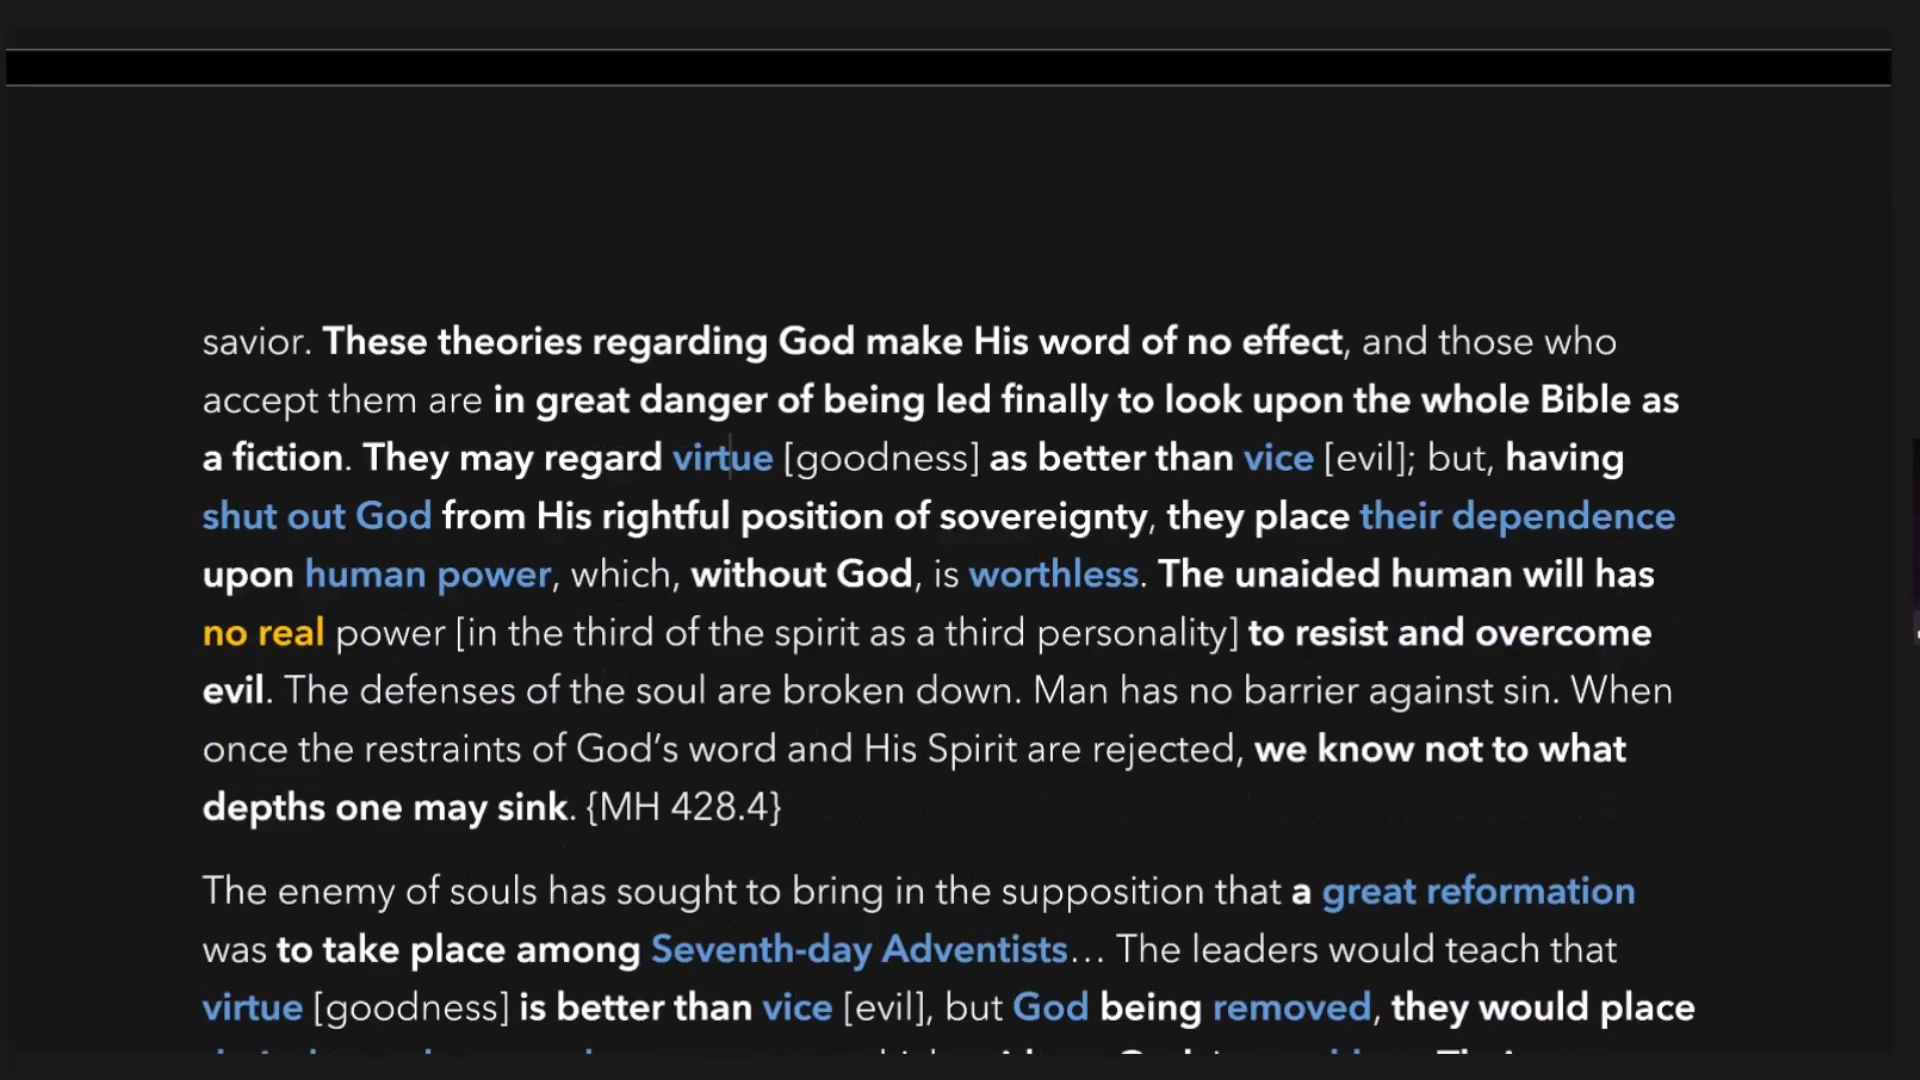 savior. These theories regarding God make His word of no effect, and those who
accept them are in great danger of being led finally to look upon the whole Bible as
a fiction. They may regard virtue [goodness] as better than vice [evil]; but, having
shut out God from His rightful position of sovereignty, they place their dependence
upon human power, which, without God, is worthless. The unaided human will has
no real power [in the third of the spirit as a third personality] to resist and overcome
evil. The defenses of the soul are broken down. Man has no barrier against sin. When
once the restraints of God’s word and His Spirit are rejected, we know not to what
depths one may sink. {MH 428.4}
The enemy of souls has sought to bring in the supposition that a great reformation
was to take place among Seventh-day Adventists… The leaders would teach that
virtue [goodness] is better than vice [evil], but God being removed, they would place